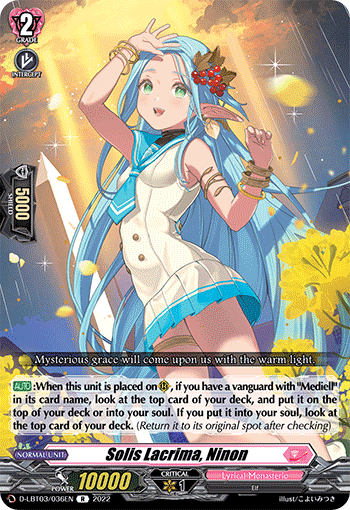 2
GRADE
INTERCEPT
5000
SHIELD
Mysterious grace will come upon us with the warm light.
AUTO :When this unit is placed on , if you have a vanguard with "Mediell"
in its card name, look at the top card of your deck, and put it on the
top of your deck or into your soul. If you put it into your soul, look at
the top card of your deck. (Return it to its original spot after checking)
NORMAL UNIT
Solis Lacrima, Ninon
POWER 10000
CRITICAL
1
Lyrical Monasterio
Elf
D-LBT03/036EN R 2022
illust/こよいみつき